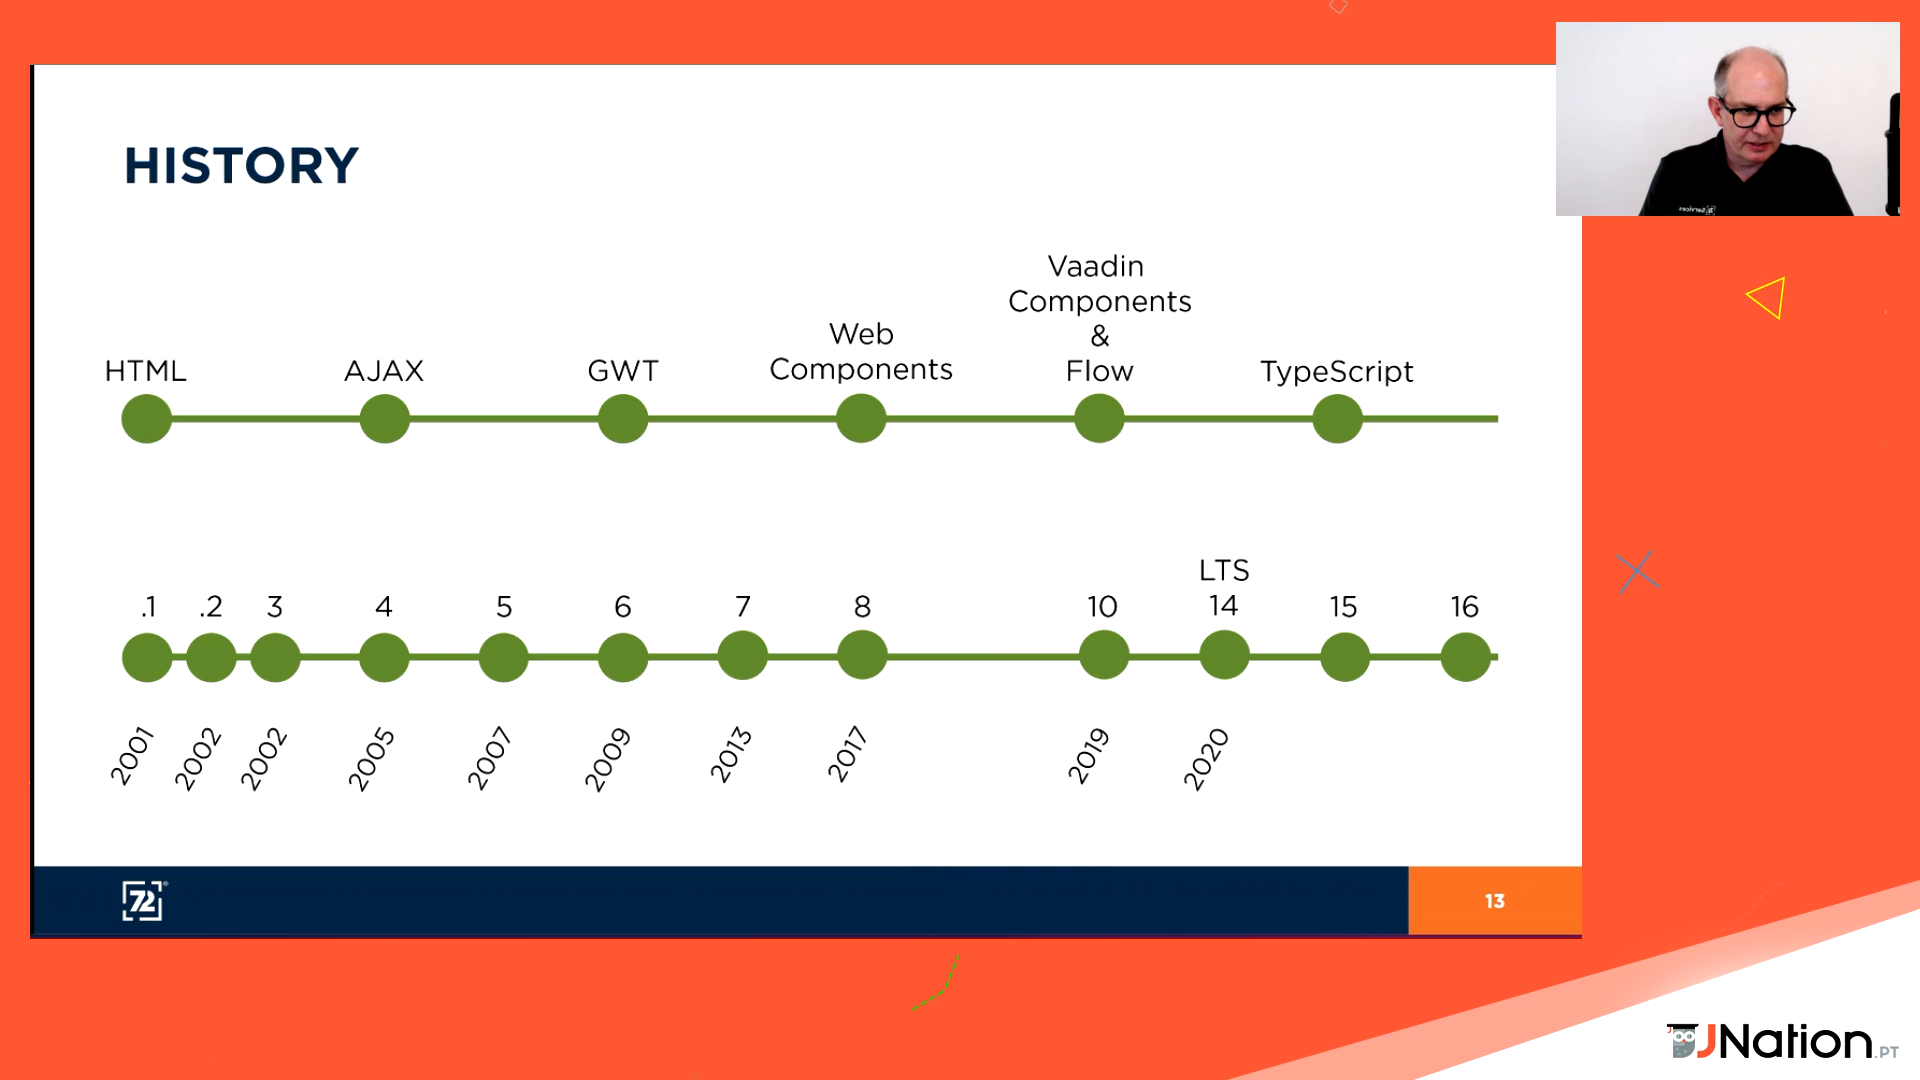 HISTORY
Vaadin
Components
&
Flow
Web
Components
HTML
AJAX
GWT
TypeScript
LTS
.1 .2 3 4 5 6 7 8 10 14 15 16
2001 2002 2002 2005 2007 2009 2013 2017 2019 2020
72
13
JNation.PT